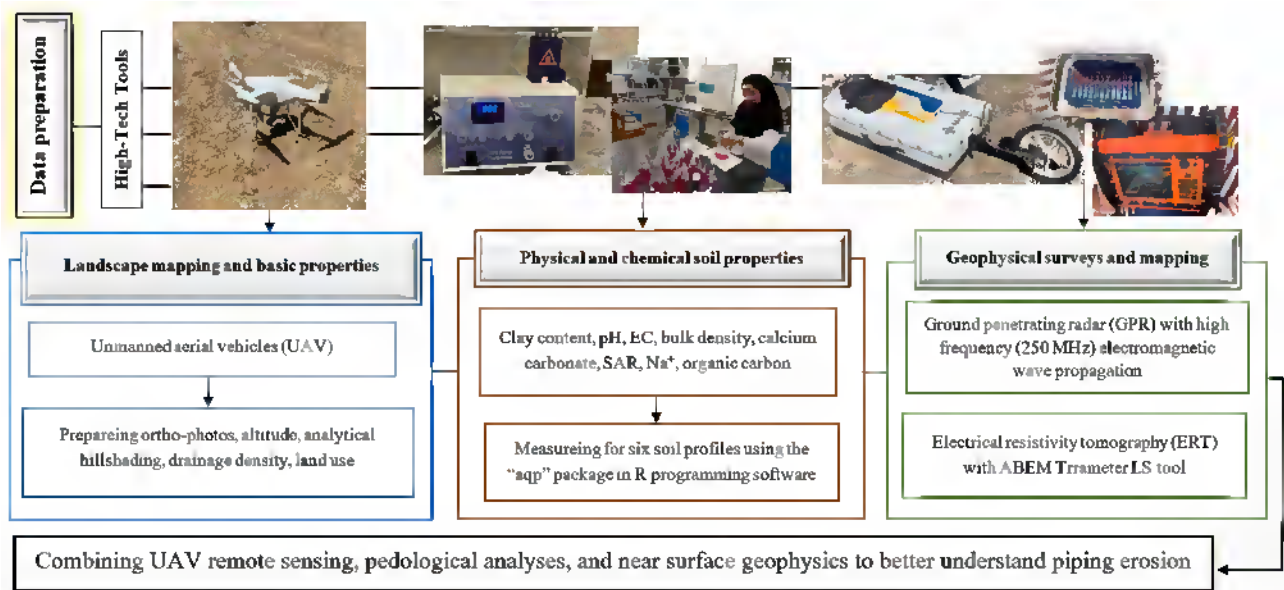 Data preparation
High-Tech Tools
Landscape mapping and basic properties
Unmanned aerial vehicles (UAV)
Prepareing ortho-photos, altitude, analytical
hillshading, drainage density, land use
Physical and chemical soil properties
Clay content, pH, EC, bulk density, calcium
carbonate, SAR, Na⁺, organic carbon
Measureing for six soil profiles using the
“aqp” package in R programming software
Geophysical surveys and mapping
Ground penetrating radar (GPR) with high
frequency (250 MHz) electromagnetic
wave propagation
Electrical resistivity tomography (ERT)
with ABEM Trrameter LS tool
Combining UAV remote sensing, pedological analyses, and near surface geophysics to better understand piping erosion